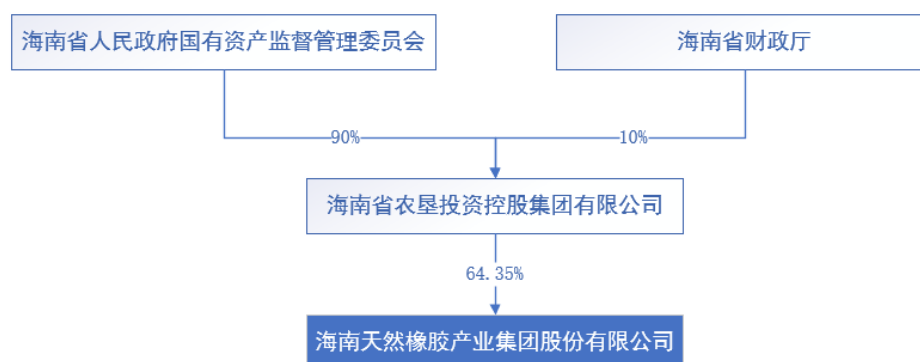 海南省人民政府国有资产监督管理委员会
海南省财政厅
90%
10%
海南省农垦投资控股集团有限公司
64.35%
海南天然橡胶产业集团股份有限公司